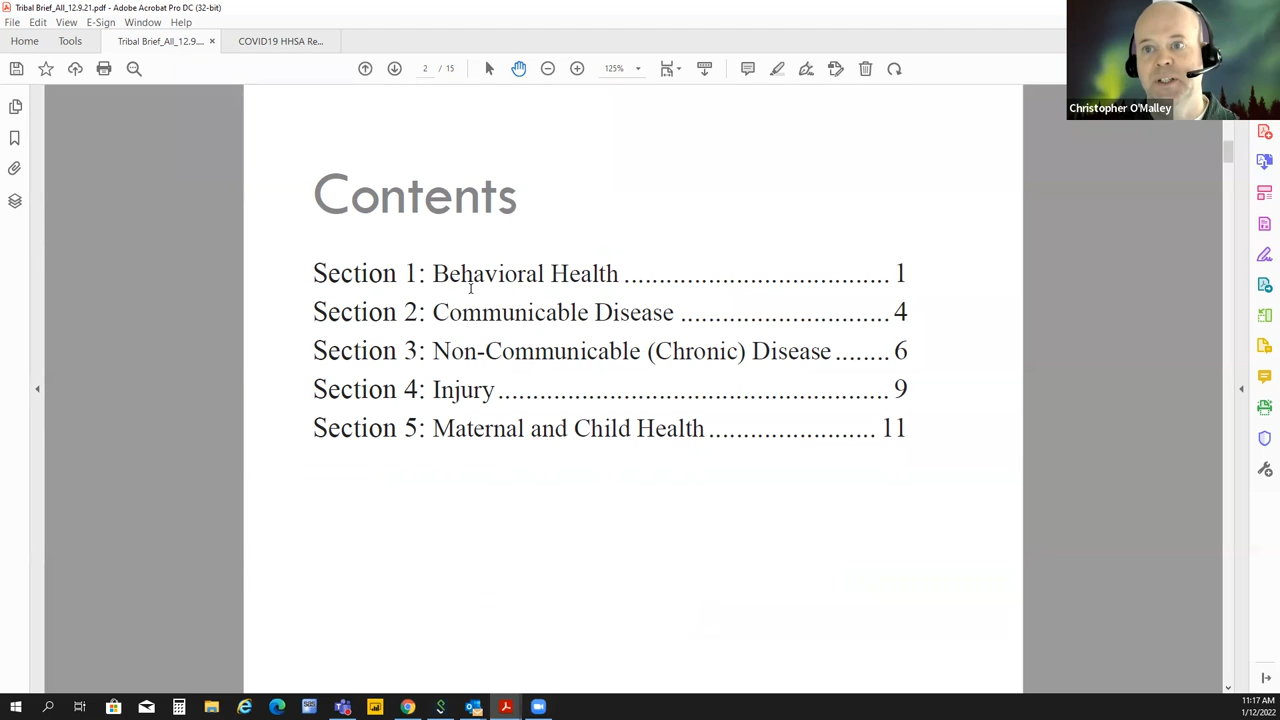 Tribal Brief_All_12.9.21.pdf - Adobe Acrobat Pro DC (32-bit)
File Edit View E-Sign Window Help
Home Tools Tribal Brief_All_12.9.... × COVID19 HHSA Re...
2 / 15 125%
Christopher O'Malley
Contents
Section 1: Behavioral Health ...................................... 1
Section 2: Communicable Disease .............................. 4
Section 3: Non-Communicable (Chronic) Disease ........ 6
Section 4: Injury ........................................................ 9
Section 5: Maternal and Child Health ........................ 11
11:17 AM
1/12/2022